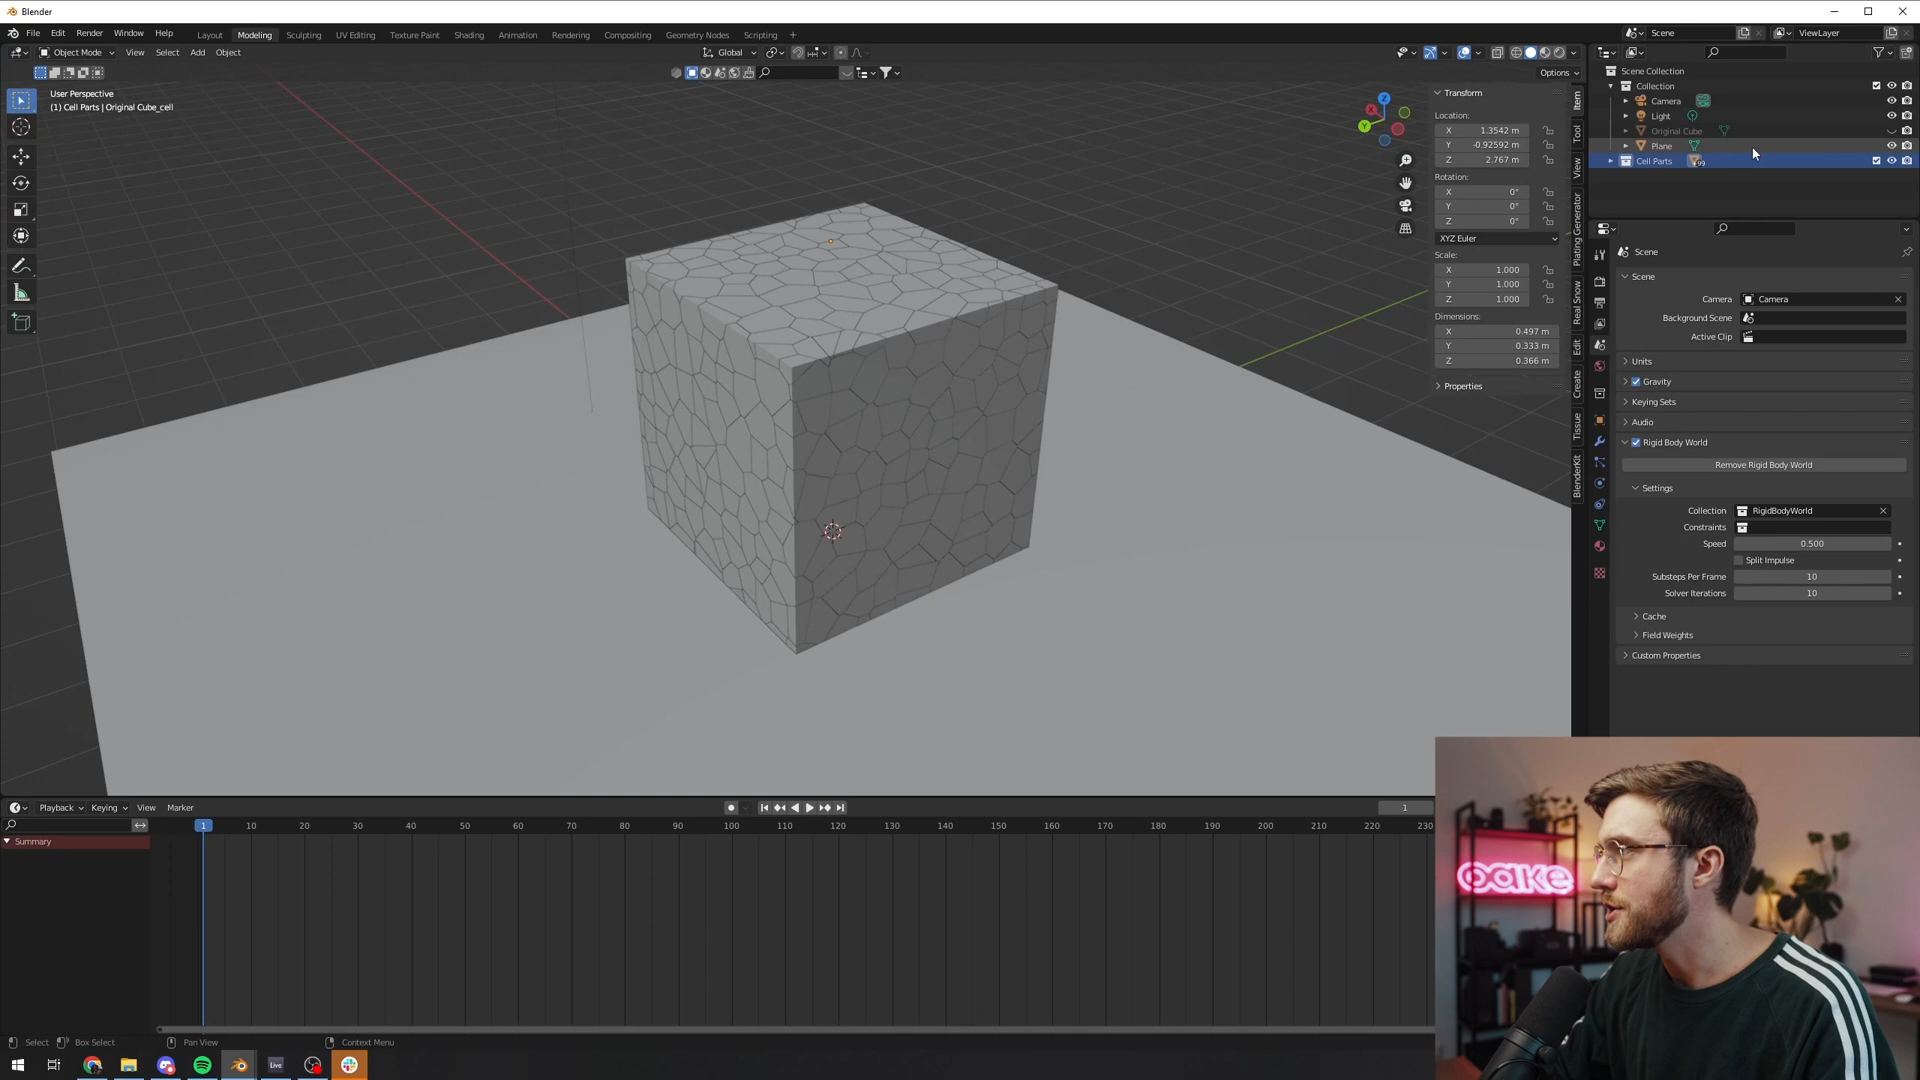 Blender
File Edit Render Window Help
Layout Modeling Sculpting UV Editing Texture Paint Shading Animation Rendering Compositing Geometry Nodes Scripting +
Scene
ViewLayer
Object Mode View Select Add Object
Global
Options
User Perspective
(1) Cell Parts | Original Cube_cell
Z
X
Y
Transform
Location:
X 1.3542 m
Y -0.92592 m
Z 2.767 m
Rotation:
X 0°
Y 0°
Z 0°
XYZ Euler
Scale:
X 1.000
Y 1.000
Z 1.000
Dimensions:
X 0.497 m
Y 0.333 m
Z 0.366 m
Properties
Item
Tool
View
Plating Generator
Real Snow
Edit
Create
Tissue
BlenderKit
Scene Collection
Collection
Camera
Light
Original Cube
Plane
Cell Parts 99
Scene
Scene
Camera Camera
Background Scene
Active Clip
Units
Gravity
Keying Sets
Audio
Rigid Body World
Remove Rigid Body World
Settings
Collection RigidBodyWorld
Constraints
Speed 0.500
Split Impulse
Substeps Per Frame 10
Solver Iterations 10
Cache
Field Weights
Custom Properties
Playback Keying View Marker
1
1 10 20 30 40 50 60 70 80 90 100 110 120 130 140 150 160 170 180 190 200 210 220 230
Summary
cake
Select Box Select Pan View Context Menu
Live